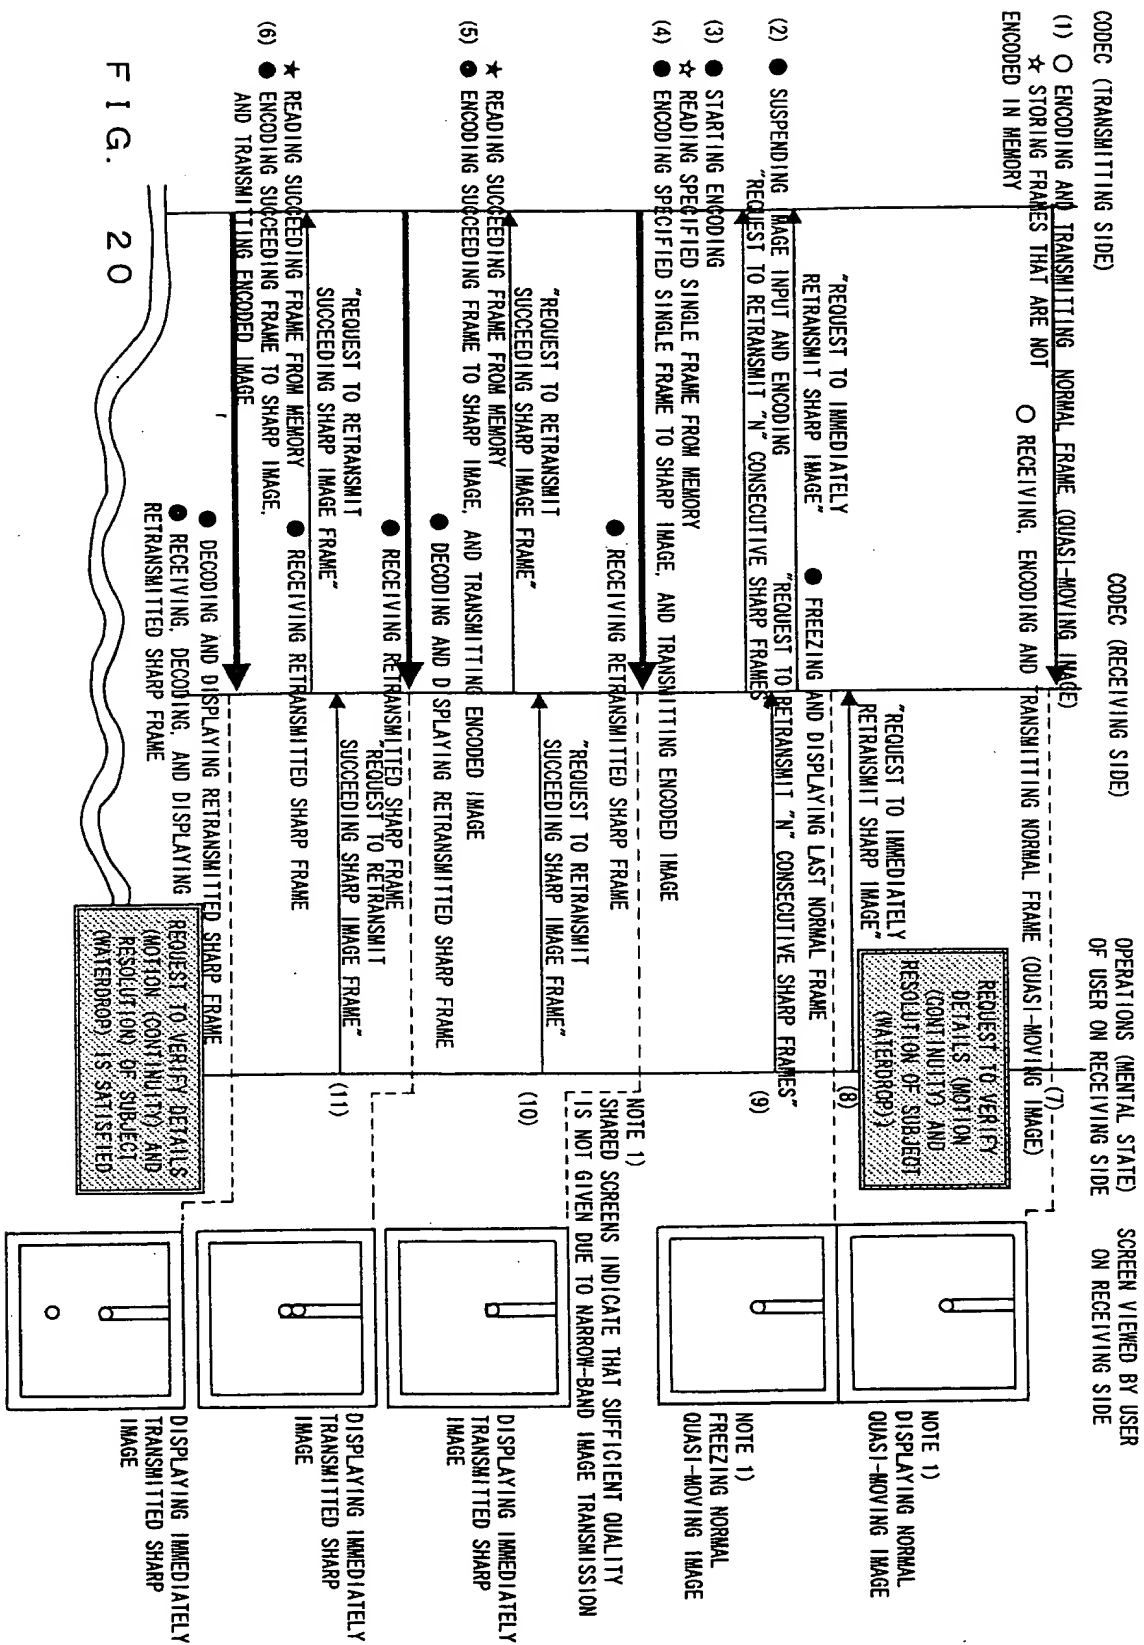 CODEC (TRANSMITTING SIDE)
CODEC (RECEIVING SIDE)
OPERATIONS (MENTAL STATE)
OF USER ON RECEIVING SIDE
SCREEN VIEWED BY USER
ON RECEIVING SIDE
(1) ○ ENCODING AND TRANSMITTING NORMAL FRAME (QUASI-MOVING IMAGE)
☆ STORING FRAMES THAT ARE NOT
ENCODED IN MEMORY
○ RECEIVING, ENCODING AND TRANSMITTING NORMAL FRAME (QUASI-MOVING IMAGE)
(7)
REQUEST TO VERIFY
DETAILS (MOTION
(CONTINUITY) AND
RESOLUTION OF SUBJECT
(WATERDROP))
NOTE 1)
DISPLAYING NORMAL
QUASI-MOVING IMAGE
"REQUEST TO IMMEDIATELY
RETRANSMIT SHARP IMAGE"
(8)
"REQUEST TO IMMEDIATELY
RETRANSMIT SHARP IMAGE"
● FREEZING AND DISPLAYING LAST NORMAL FRAME
(2) ● SUSPENDING IMAGE INPUT AND ENCODING
"REQUEST TO RETRANSMIT "N" CONSECUTIVE SHARP FRAMES
"REQUEST TO RETRANSMIT "N" CONSECUTIVE SHARP FRAMES"
(9)
NOTE 1)
FREEZING NORMAL
QUASI-MOVING IMAGE
(3) ● STARTING ENCODING
☆ READING SPECIFIED SINGLE FRAME FROM MEMORY
(4) ● ENCODING SPECIFIED SINGLE FRAME TO SHARP IMAGE, AND TRANSMITTING ENCODED IMAGE
● RECEIVING RETRANSMITTED SHARP FRAME
NOTE 1)
SHARED SCREENS INDICATE THAT SUFFICIENT QUALITY
IS NOT GIVEN DUE TO NARROW-BAND IMAGE TRANSMISSION
"REQUEST TO RETRANSMIT
SUCCEEDING SHARP IMAGE FRAME"
(10)
"REQUEST TO RETRANSMIT
SUCCEEDING SHARP IMAGE FRAME"
★ READING SUCCEEDING FRAME FROM MEMORY
(5) ● ENCODING SUCCEEDING FRAME TO SHARP IMAGE, AND TRANSMITTING ENCODED IMAGE
● DECODING AND DISPLAYING RETRANSMITTED SHARP FRAME
● RECEIVING RETRANSMITTED SHARP FRAME
DISPLAYING IMMEDIATELY
TRANSMITTED SHARP
IMAGE
"REQUEST TO RETRANSMIT
SUCCEEDING SHARP IMAGE FRAME"
(11)
"REQUEST TO RETRANSMIT
SUCCEEDING SHARP IMAGE FRAME"
● RECEIVING RETRANSMITTED SHARP FRAME
★ READING SUCCEEDING FRAME FROM MEMORY
(6) ● ENCODING SUCCEEDING FRAME TO SHARP IMAGE,
AND TRANSMITTING ENCODED IMAGE
DISPLAYING IMMEDIATELY
TRANSMITTED SHARP
IMAGE
● DECODING AND DISPLAYING RETRANSMITTED SHARP FRAME
● RECEIVING, DECODING, AND DISPLAYING
RETRANSMITTED SHARP FRAME
REQUEST TO VERIFY DETAILS
(MOTION (CONTINUITY) AND
RESOLUTION) OF SUBJECT
(WATERDROP) IS SATISFIED
DISPLAYING IMMEDIATELY
TRANSMITTED SHARP
IMAGE
FIG. 20